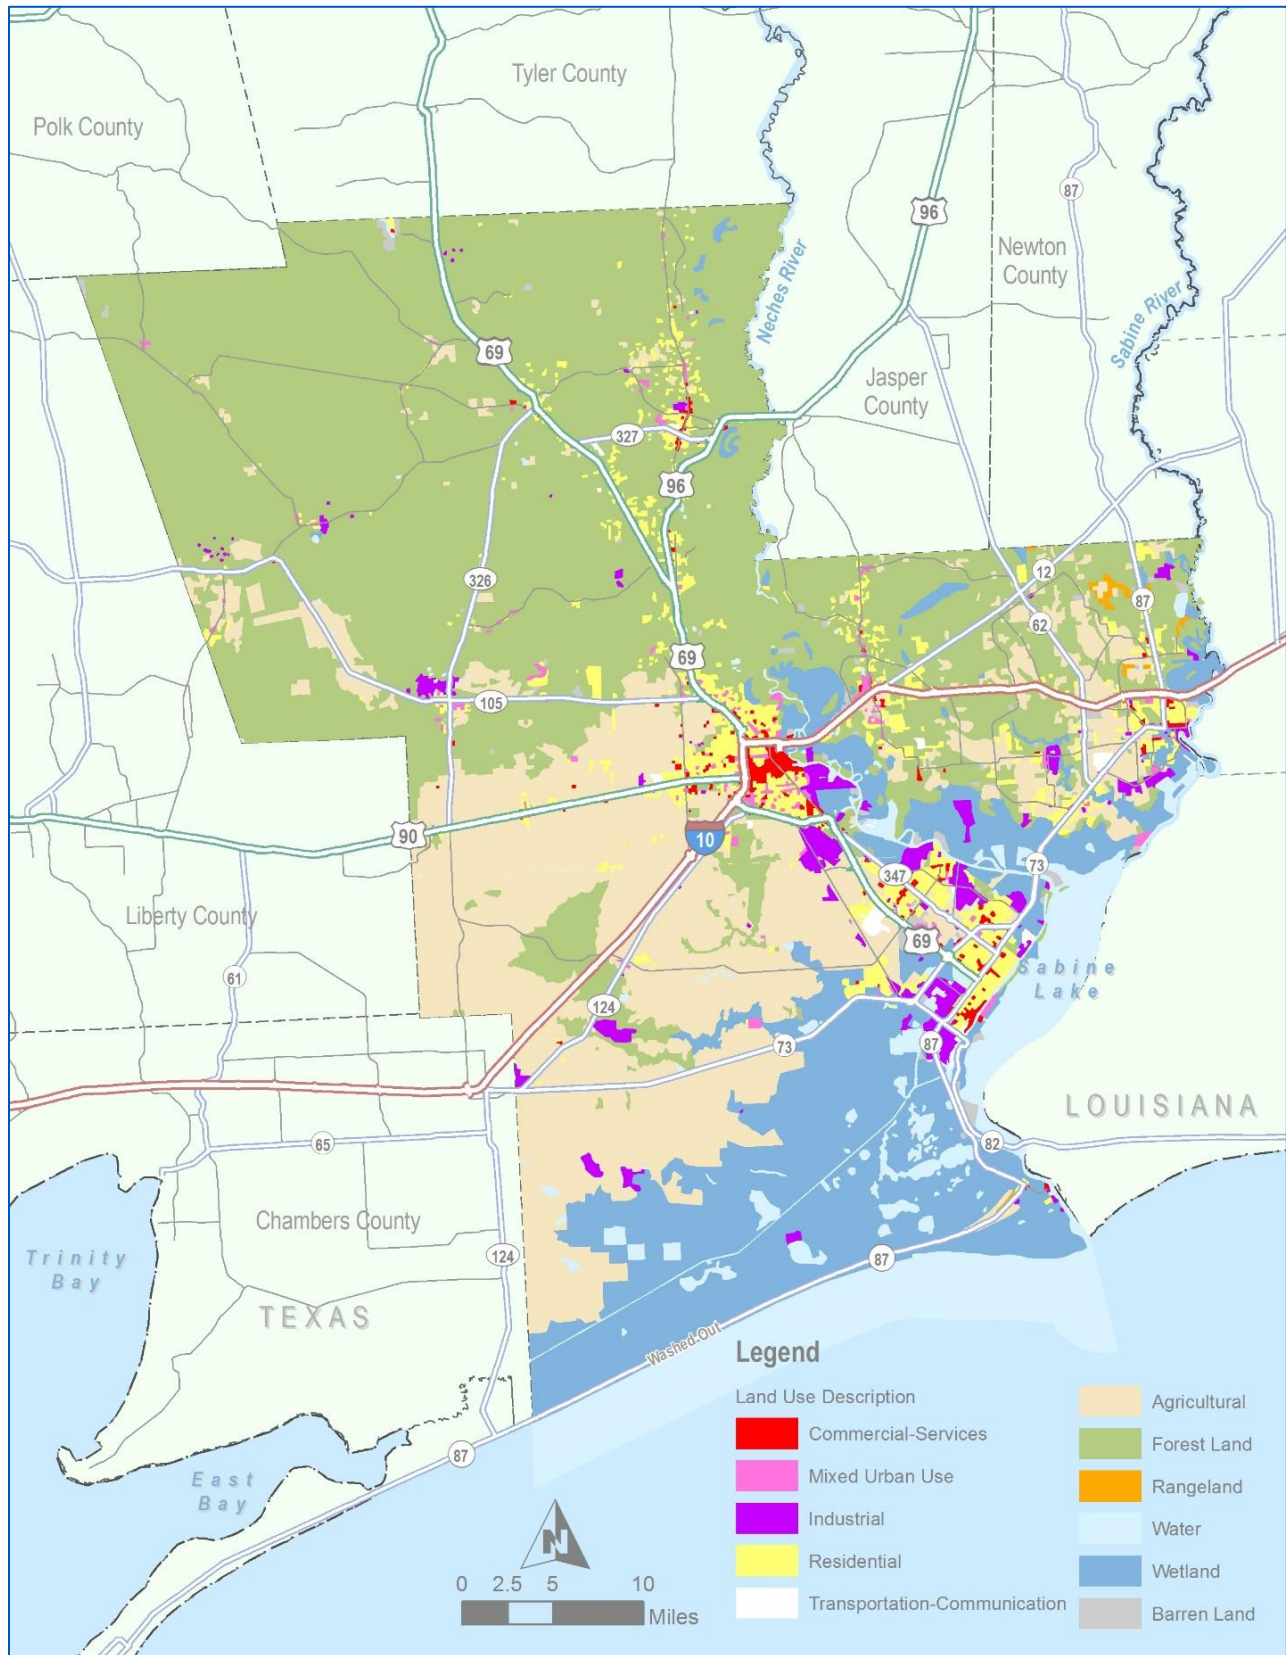 Tyler County
Polk County
87
96
Newton
County
Neches River
Sabine River
69
Jasper
County
327
96
12
326
87
62
69
105
10
90
73
347
Liberty County
69
61
Sabine
Lake
124
73
87
LOUISIANA
65
82
Chambers County
Trinity
Bay
124
87
TEXAS
Washed Out
87
East
Bay
Legend
Land Use Description
Commercial-Services
Mixed Urban Use
Industrial
Residential
Transportation-Communication
Agricultural
Forest Land
Rangeland
Water
Wetland
Barren Land
N
0 2.5 5 10
Miles